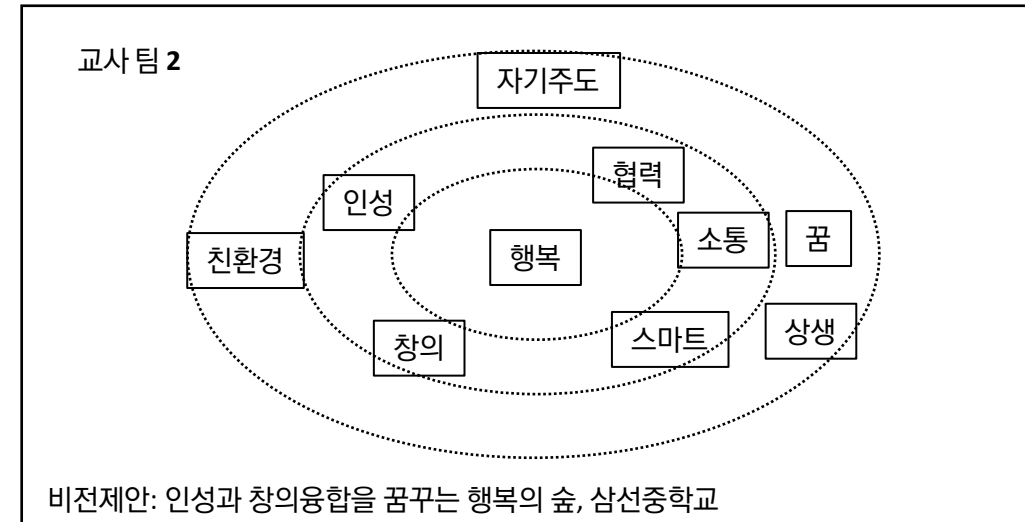 교사 팀 2
자기주도
협력
인성
소통
꿈
친환경
행복
상생
스마트
창의
비전제안: 인성과 창의융합을 꿈꾸는 행복의 숲, 삼선중학교